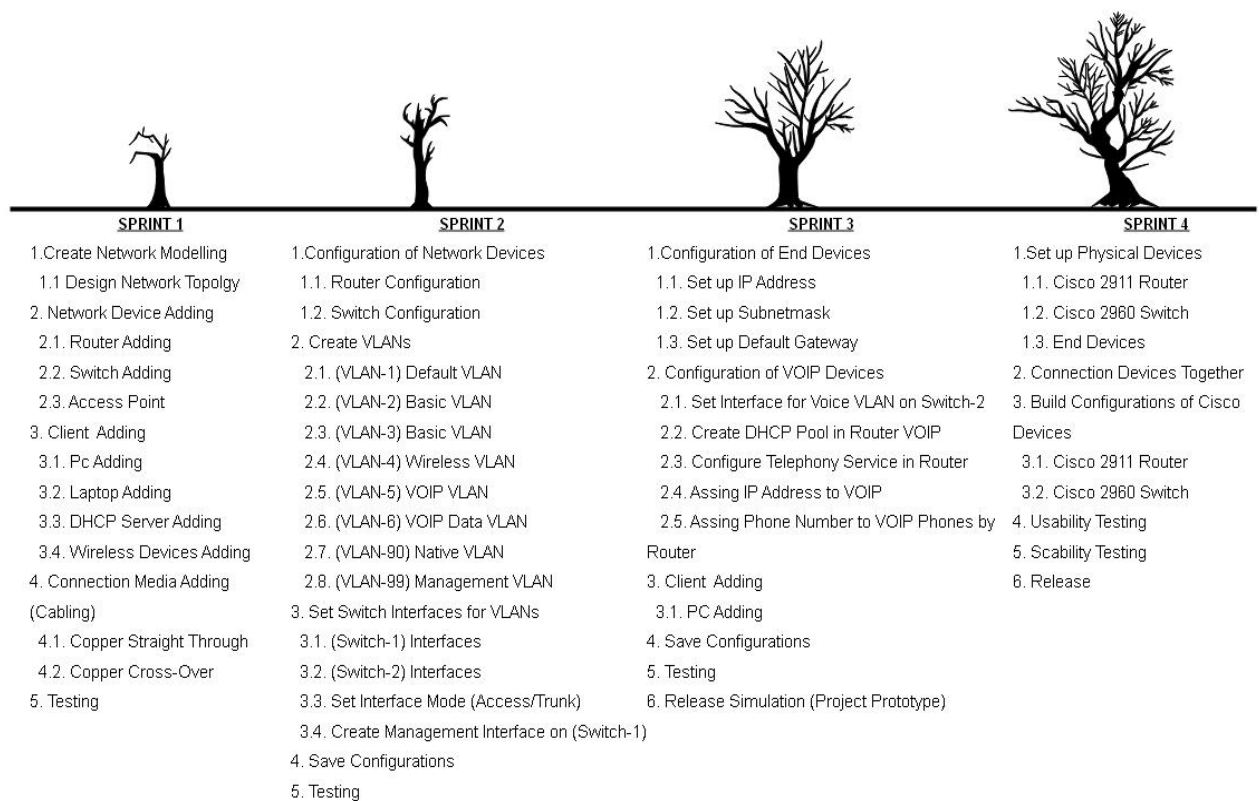 SPRINT 1
1.Create Network Modelling
1.1 Design Network Topolgy
2. Network Device Adding
2.1. Router Adding
2.2. Switch Adding
2.3. Access Point
3. Client Adding
3.1. Pc Adding
3.2. Laptop Adding
3.3. DHCP Server Adding
3.4. Wireless Devices Adding
4. Connection Media Adding
(Cabling)
4.1. Copper Straight Through
4.2. Copper Cross-Over
5. Testing
SPRINT 2
1.Configuration of Network Devices
1.1. Router Configuration
1.2. Switch Configuration
2. Create VLANs
2.1. (VLAN-1) Default VLAN
2.2. (VLAN-2) Basic VLAN
2.3. (VLAN-3) Basic VLAN
2.4. (VLAN-4) Wireless VLAN
2.5. (VLAN-5) VOIP VLAN
2.6. (VLAN-6) VOIP Data VLAN
2.7. (VLAN-90) Native VLAN
2.8. (VLAN-99) Management VLAN
3. Set Switch Interfaces for VLANs
3.1. (Switch-1) Interfaces
3.2. (Switch-2) Interfaces
3.3. Set Interface Mode (Access/Trunk)
3.4. Create Management Interface on (Switch-1)
4. Save Configurations
5. Testing
SPRINT 3
1.Configuration of End Devices
1.1. Set up IP Address
1.2. Set up Subnetmask
1.3. Set up Default Gateway
2. Configuration of VOIP Devices
2.1. Set Interface for Voice VLAN on Switch-2
2.2. Create DHCP Pool in Router VOIP
2.3. Configure Telephony Service in Router
2.4. Assing IP Address to VOIP
2.5. Assing Phone Number to VOIP Phones by
Router
3. Client Adding
3.1. PC Adding
4. Save Configurations
5. Testing
6. Release Simulation (Project Prototype)
SPRINT 4
1.Set up Physical Devices
1.1. Cisco 2911 Router
1.2. Cisco 2960 Switch
1.3. End Devices
2. Connection Devices Together
3. Build Configurations of Cisco
Devices
3.1. Cisco 2911 Router
3.2. Cisco 2960 Switch
4. Usability Testing
5. Scability Testing
6. Release